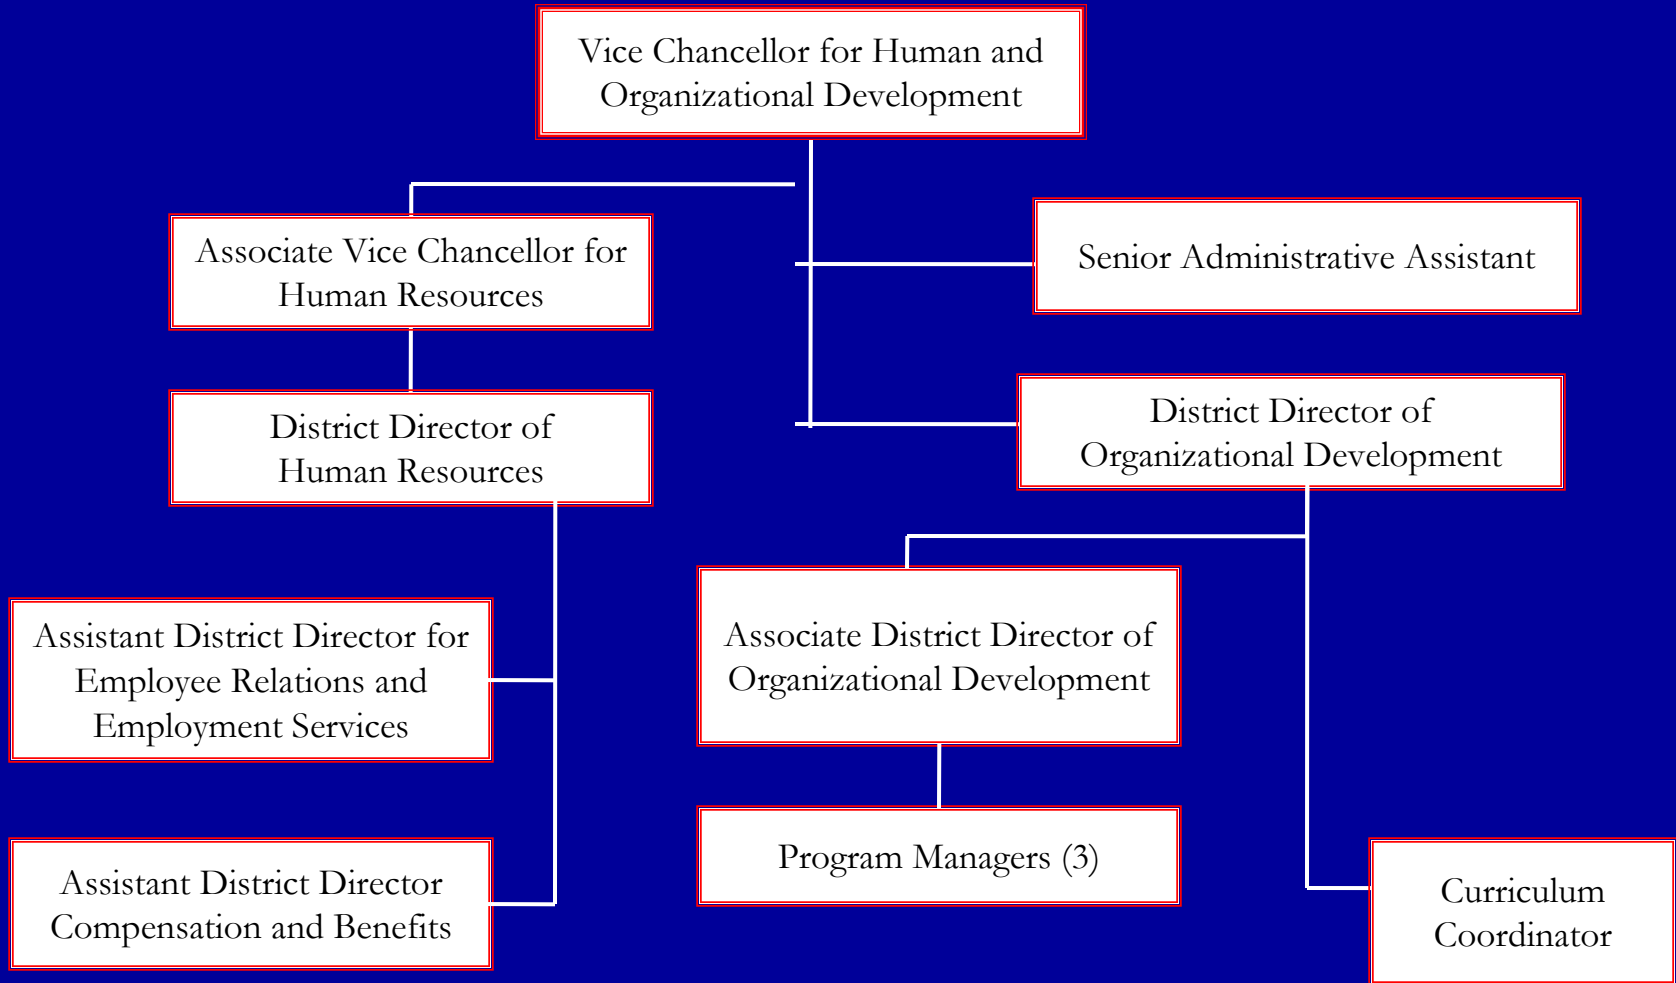 Vice Chancellor for Human and
Organizational Development
Associate Vice Chancellor for
Human Resources
Senior Administrative Assistant
District Director of
Human Resources
District Director of
Organizational Development
Assistant District Director for
Employee Relations and
Employment Services
Associate District Director of
Organizational Development
Assistant District Director
Compensation and Benefits
Program Managers (3)
Curriculum
Coordinator